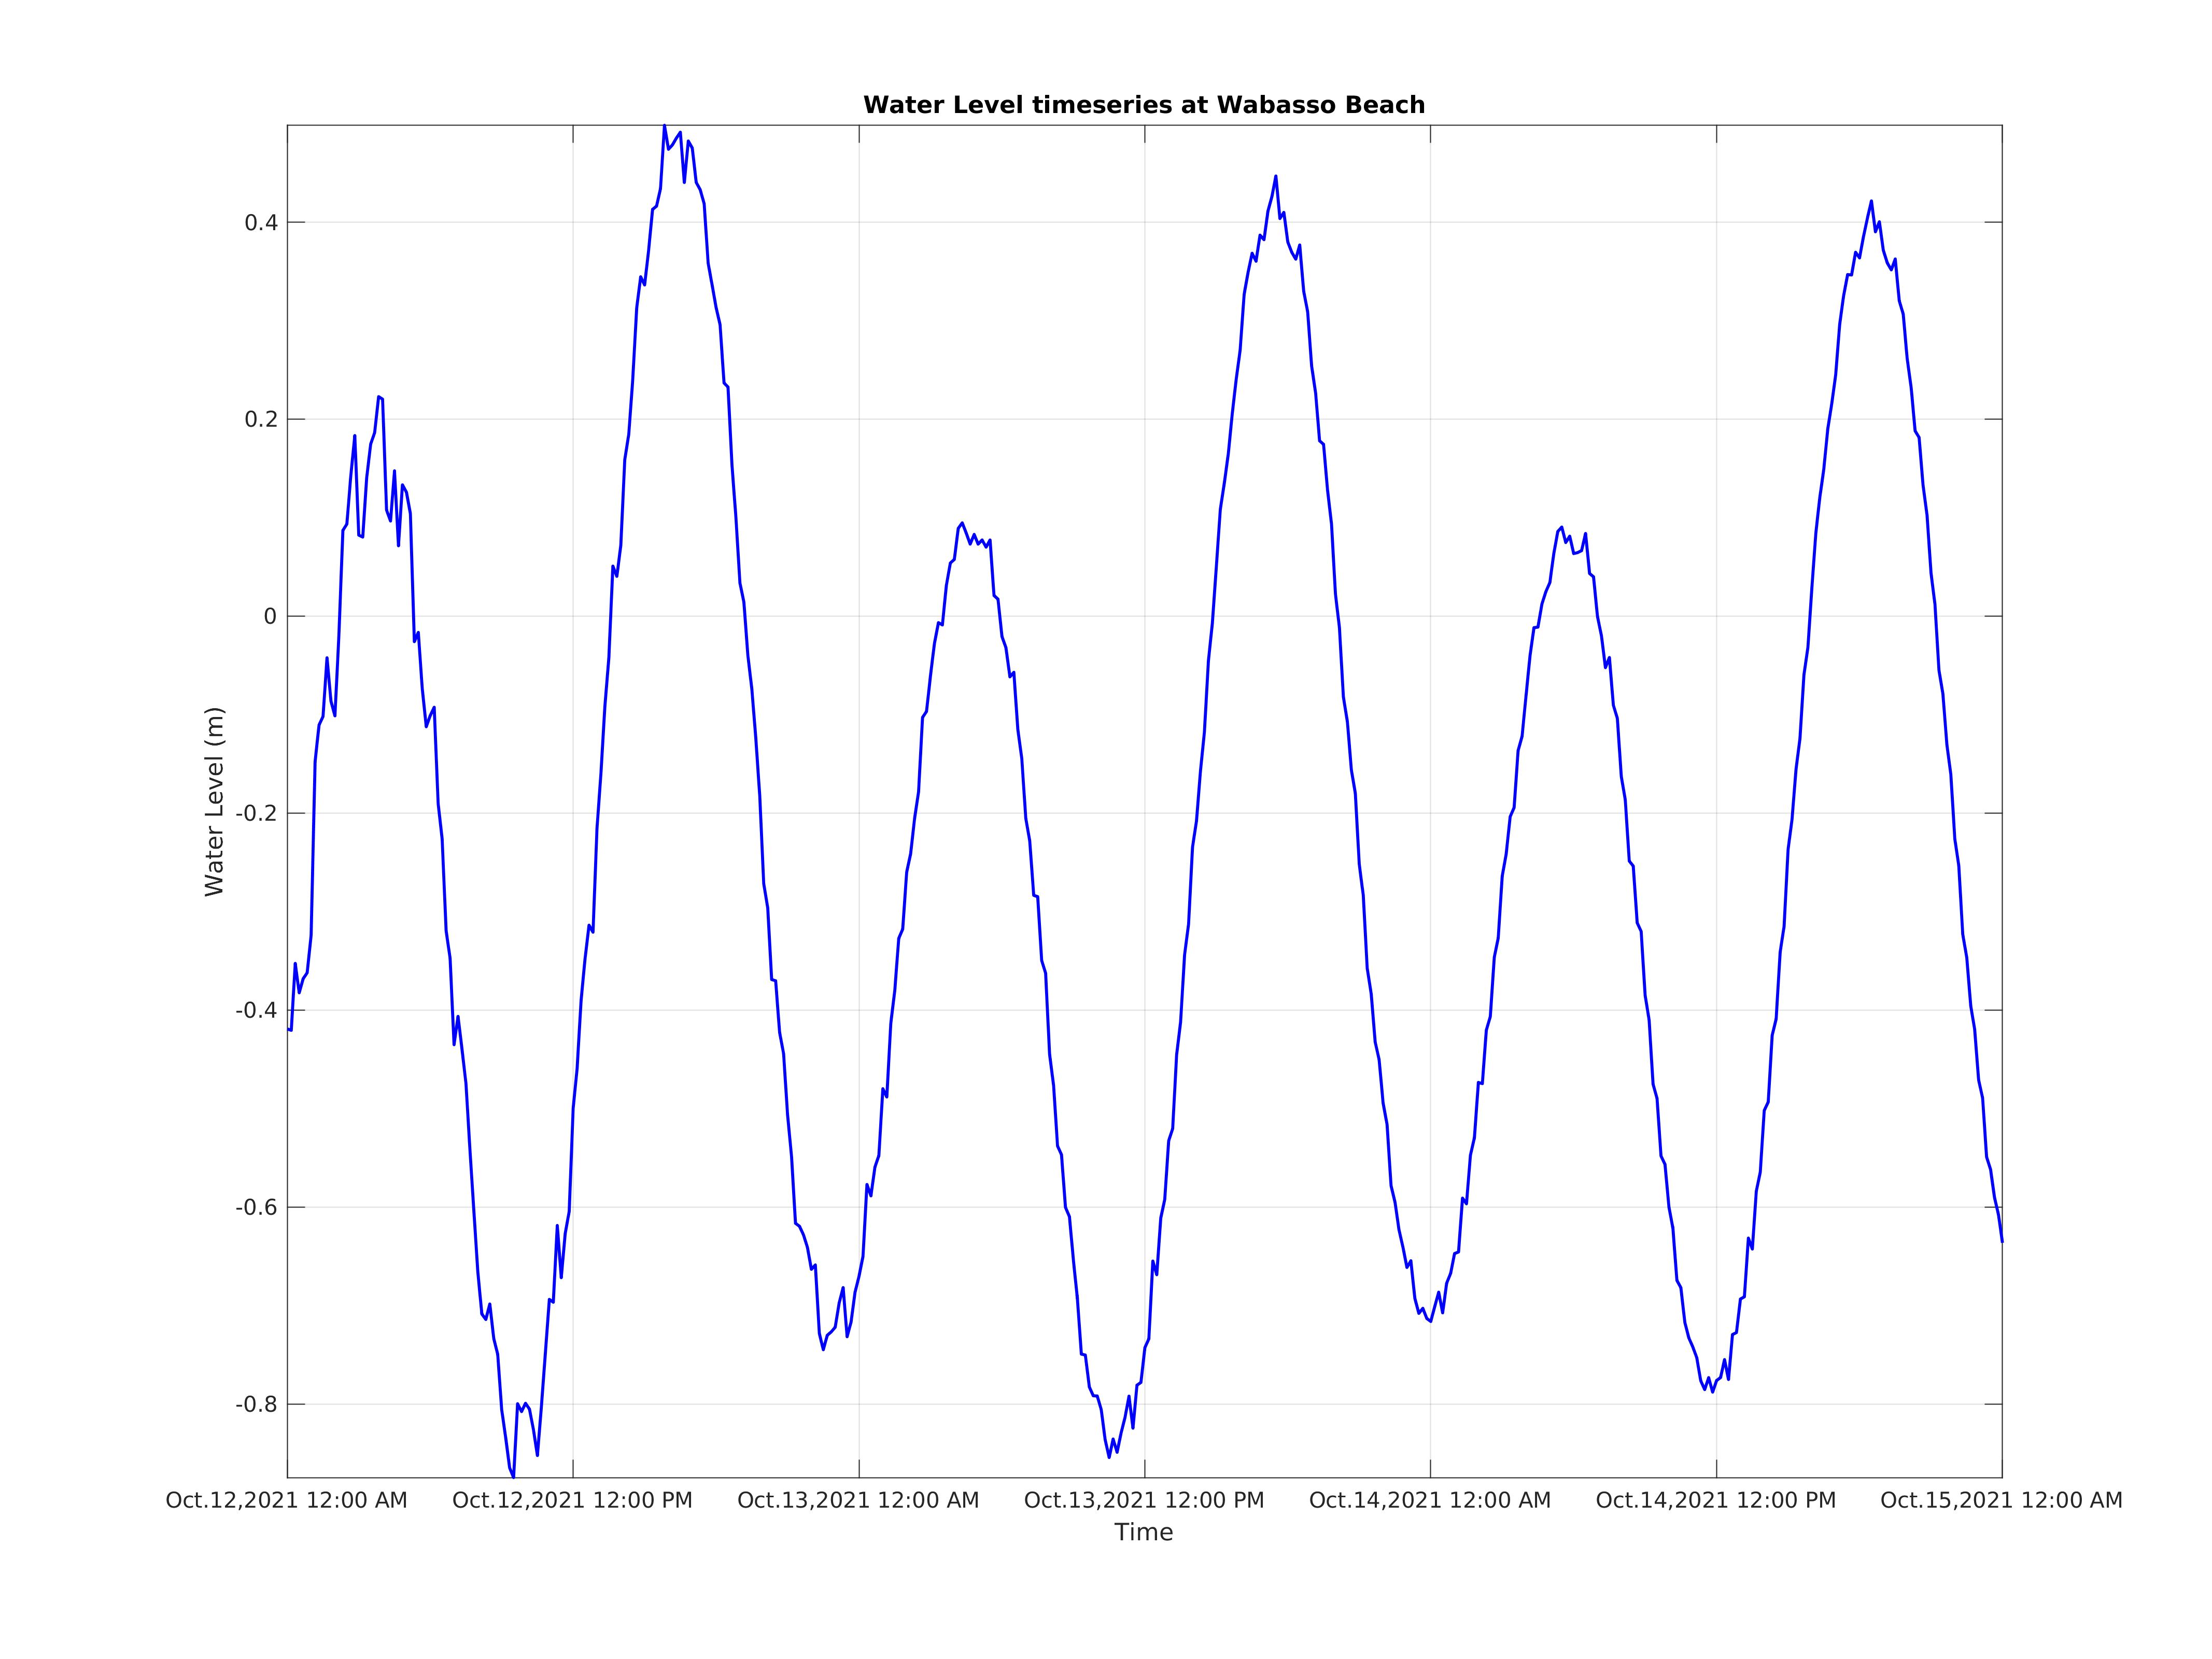 Water Level timeseries at Wabasso Beach
0.4
0.2
0
-0.2
-0.4
-0.6
-0.8
Water Level (m)
Oct.12,2021 12:00 AM Oct.12,2021 12:00 PM Oct.13,2021 12:00 AM Oct.13,2021 12:00 PM Oct.14,2021 12:00 AM Oct.14,2021 12:00 PM Oct.15,2021 12:00 AM
Time